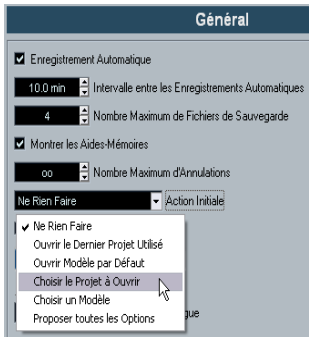 Général
Enregistrement Automatique
10.0 min Intervalle entre les Enregistrements Automatiques
4 Nombre Maximum de Fichiers de Sauvegarde
Montrer les Aides-Mémoires
oo Nombre Maximum d'Annulations
Ne Rien Faire Action Initiale
Ne Rien Faire
Ouvrir le Dernier Projet Utilisé
Ouvrir Modèle par Défaut
Choisir le Projet à Ouvrir
Choisir un Modèle
Proposer toutes les Options